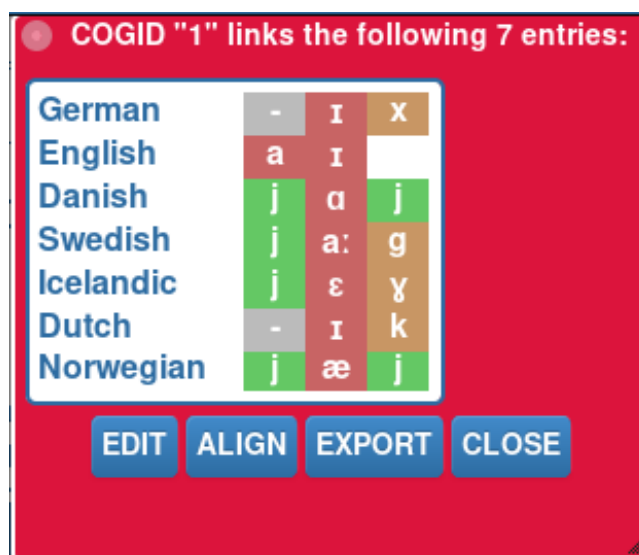 COGID "1" links the following 7 entries:
German - ɪ x
English a ɪ
Danish j ɑ j
Swedish j aː g
Icelandic j ɛ ɣ
Dutch - ɪ k
Norwegian j æ j
EDIT ALIGN EXPORT CLOSE